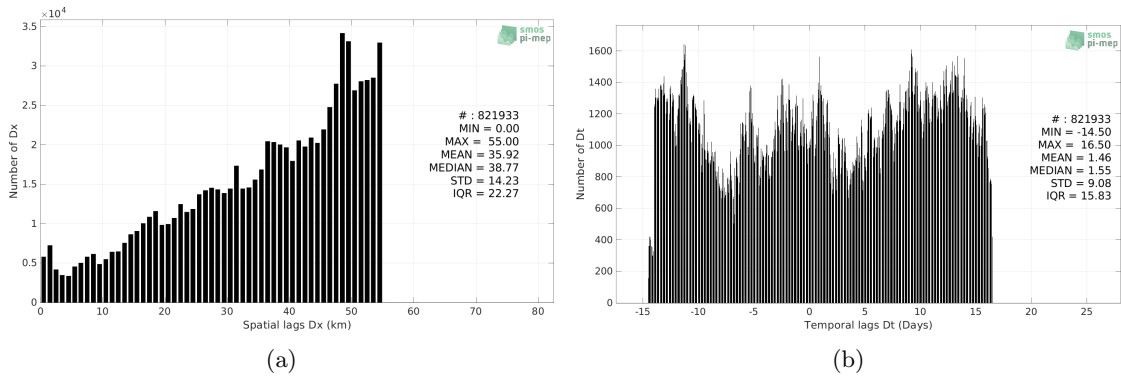 ×10⁴
3.5
3
2.5
2
1.5
1
0.5
0
0 10 20 30 40 50 60 70 80
Number of Dx
Spatial lags Dx (km)
smos
pi-mep
# : 821933
MIN = 0.00
MAX = 55.00
MEAN = 35.92
MEDIAN = 38.77
STD = 14.23
IQR = 22.27
(a)
1600
1400
1200
1000
800
600
400
200
0
-15 -10 -5 0 5 10 15 20 25
Number of Dt
Temporal lags Dt (Days)
smos
pi-mep
# : 821933
MIN = -14.50
MAX = 16.50
MEAN = 1.46
MEDIAN = 1.55
STD = 9.08
IQR = 15.83
(b)